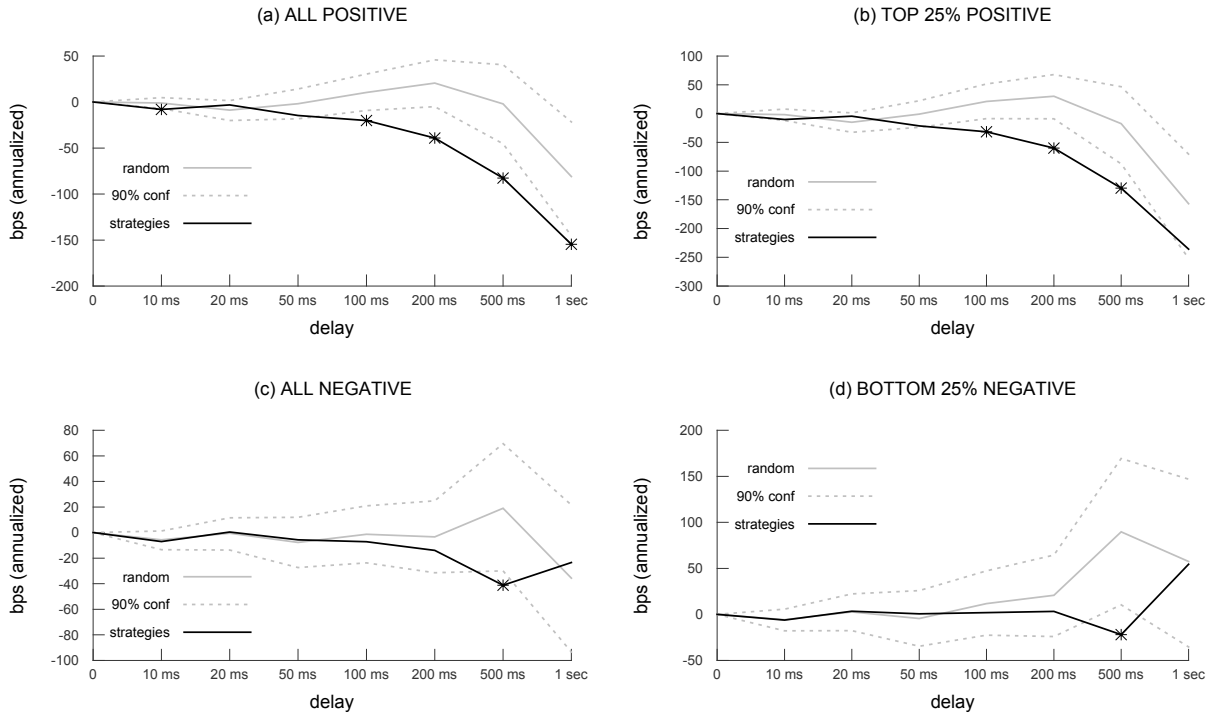 (a) ALL POSITIVE
bps (annualized)
50
0
-50
-100
-150
-200
random
90% conf
strategies
0 10 ms 20 ms 50 ms 100 ms 200 ms 500 ms 1 sec
delay
(b) TOP 25% POSITIVE
bps (annualized)
100
50
0
-50
-100
-150
-200
-250
-300
random
90% conf
strategies
0 10 ms 20 ms 50 ms 100 ms 200 ms 500 ms 1 sec
delay
(c) ALL NEGATIVE
bps (annualized)
80
60
40
20
0
-20
-40
-60
-80
-100
random
90% conf
strategies
0 10 ms 20 ms 50 ms 100 ms 200 ms 500 ms 1 sec
delay
(d) BOTTOM 25% NEGATIVE
bps (annualized)
200
150
100
50
0
-50
random
90% conf
strategies
0 10 ms 20 ms 50 ms 100 ms 200 ms 500 ms 1 sec
delay